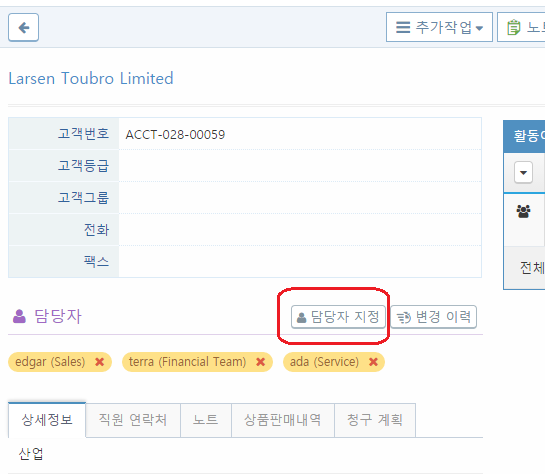 추가작업
노트
Larsen Toubro Limited
고객번호 ACCT-028-00059
고객등급
고객그룹
전화
팩스
활동이
전체
담당자
담당자 지정
변경 이력
edgar (Sales) terra (Financial Team) ada (Service)
상세정보 직원 연락처 노트 상품판매내역 청구 계획
산업